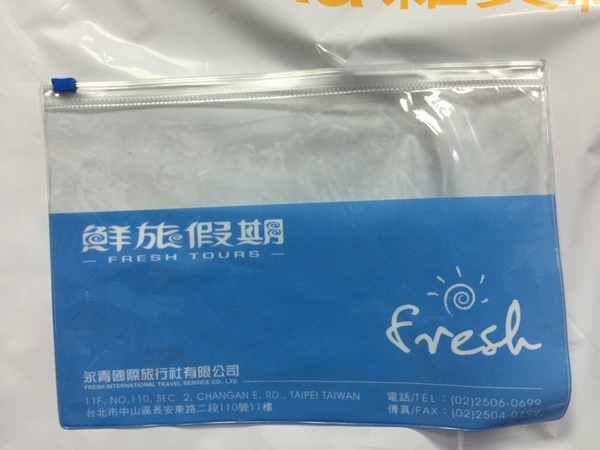 鮮旅假期
FRESH TOURS
fresh
永青國際旅行社有限公司
FRESH INTERNATIONAL TRAVEL SERVICE CO., LTD.
11F, NO.110, SEC. 2, CHANGAN E. RD., TAIPEI TAIWAN
台北市中山區長安東路二段110號11樓
電話/TEL：(02)2506-0699
傳真/FAX：(02)2504-0799